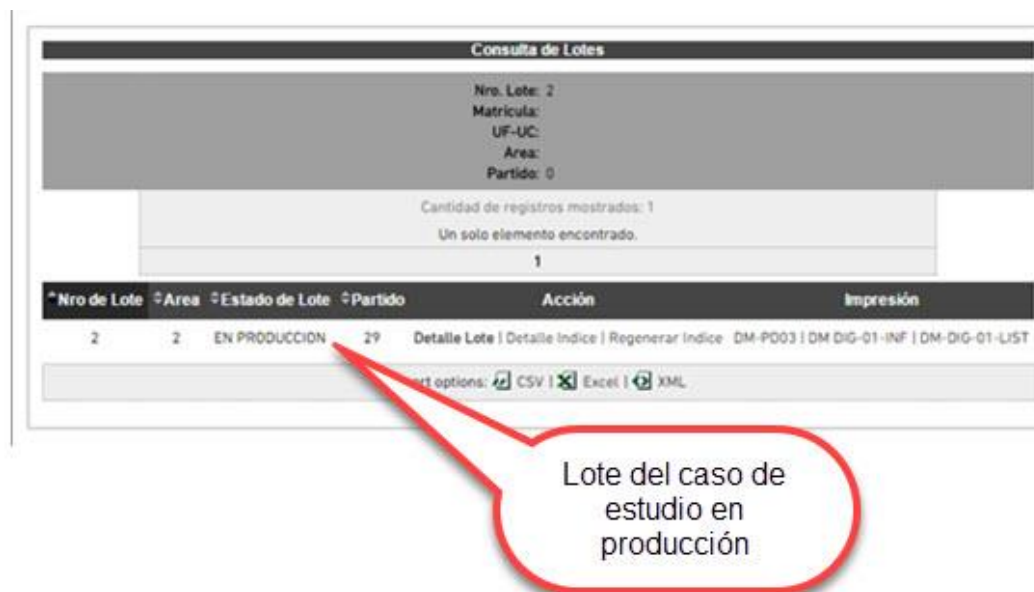 Consulta de Lotes
Nro. Lote: 2
Matricula:
UF-UC:
Area:
Partido: 0
Cantidad de registros mostrados: 1
Un solo elemento encontrado.
1
Nro de Lote Area Estado de Lote Partido Acción Impresión
2 2 EN PRODUCCION 29 Detalle Lote | Detalle Indice | Regenerar Indice DM-PD03 | DM DIG-01-INF | DM-DIG-01-LIST
options: CSV | Excel | XML
Lote del caso de
estudio en
producción